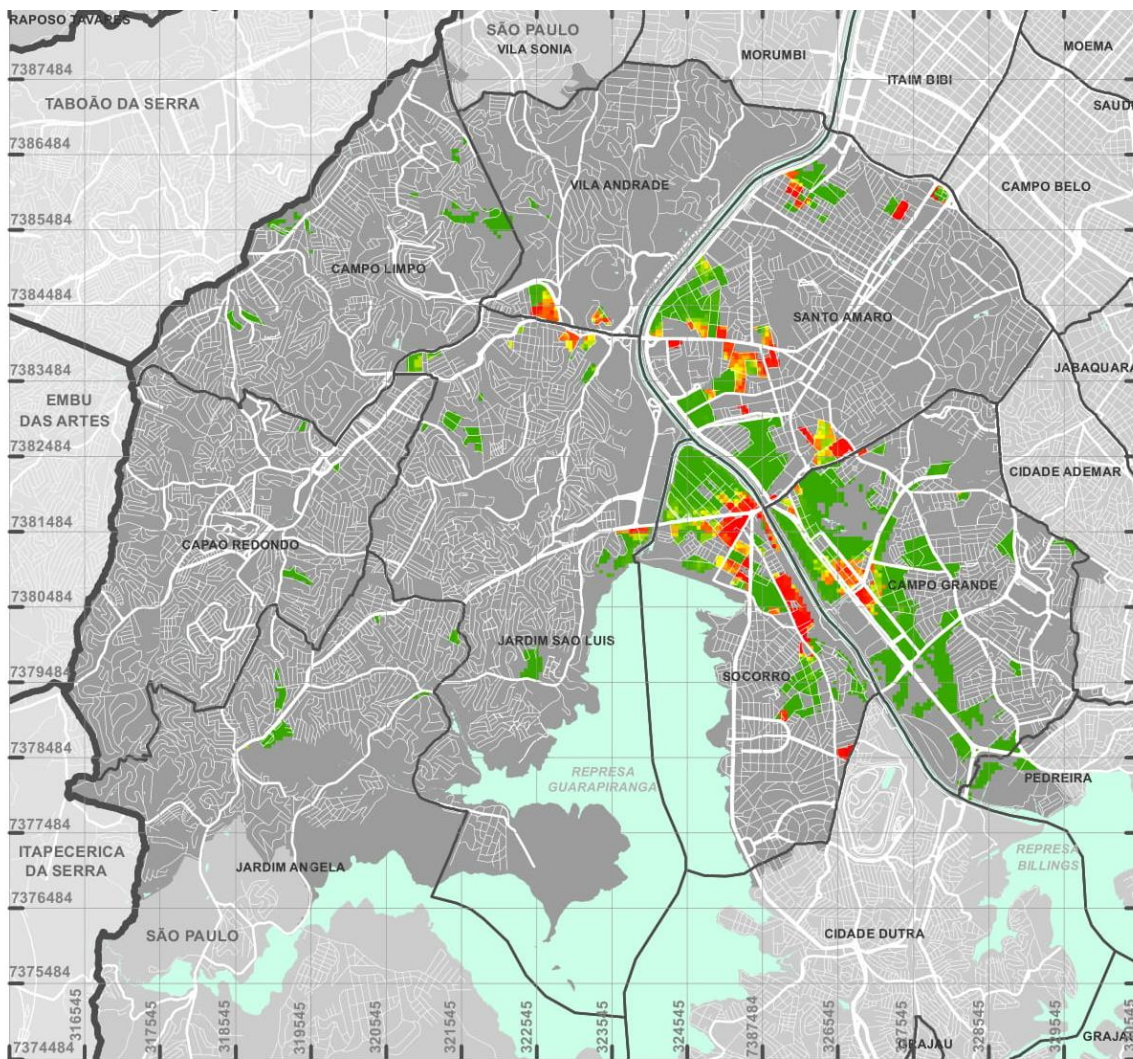 RAPOSO TAVARES
SÃO PAULO
VILA SONIA
MORUMBI
MOEMA
7387484
ITAIM BIBI
TABOÃO DA SERRA
7386484
VILA ANDRADE
CAMPO BELO
7385484
CAMPO LIMPO
7384484
SANTO AMARO
JABAQUARA
7383484
EMBU
DAS ARTES
7382484
CIDADE ADEMAR
7381484
CAPAO REDONDO
CAMPO GRANDE
7380484
JARDIM SAO LUIS
7379484
SOCORRO
7378484
REPRESA
GUARAPIRANGA
PEDREIRA
7377484
ITAPECERICA
DA SERRA
REPRESA
BILLINGS
JARDIM ANGELA
7376484
SÃO PAULO
CIDADE DUTRA
7375484
316545
317545
318545
319545
320545
321545
322545
323545
324545
7387484
326545
328545
329545
GRAJAU
7374484